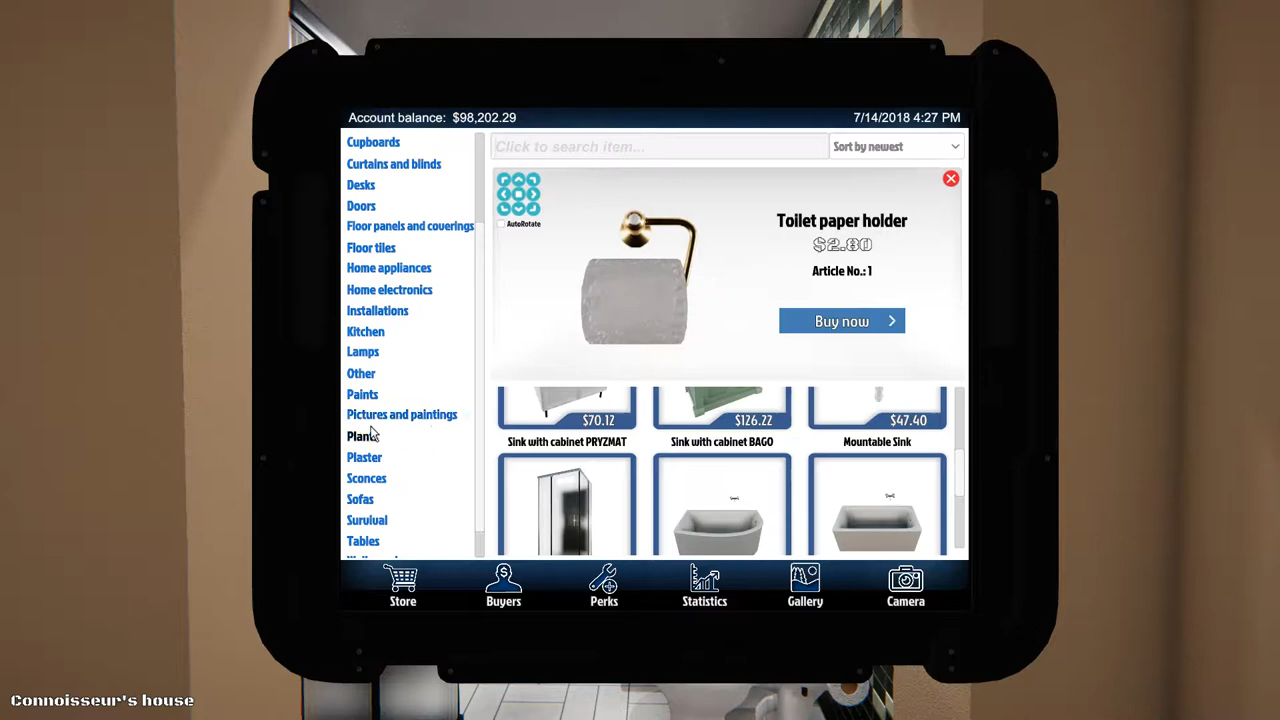 Account balance: $98,202.29
7/14/2018 4:27 PM
Cupboards
Curtains and blinds
Desks
Doors
Floor panels and coverings
Floor tiles
Home appliances
Home electronics
Installations
Kitchen
Lamps
Other
Paints
Pictures and paintings
Plaster
Sconces
Sofas
Survival
Tables
Click to search item...
Sort by newest
AutoRotate
Toilet paper holder
$2.80
Article No.: 1
Buy now
$70.12
$126.22
$47.40
Sink with cabinet PRYZMAT
Sink with cabinet BAGO
Mountable Sink
Store
Buyers
Perks
Statistics
Gallery
Camera
Connoisseur's house